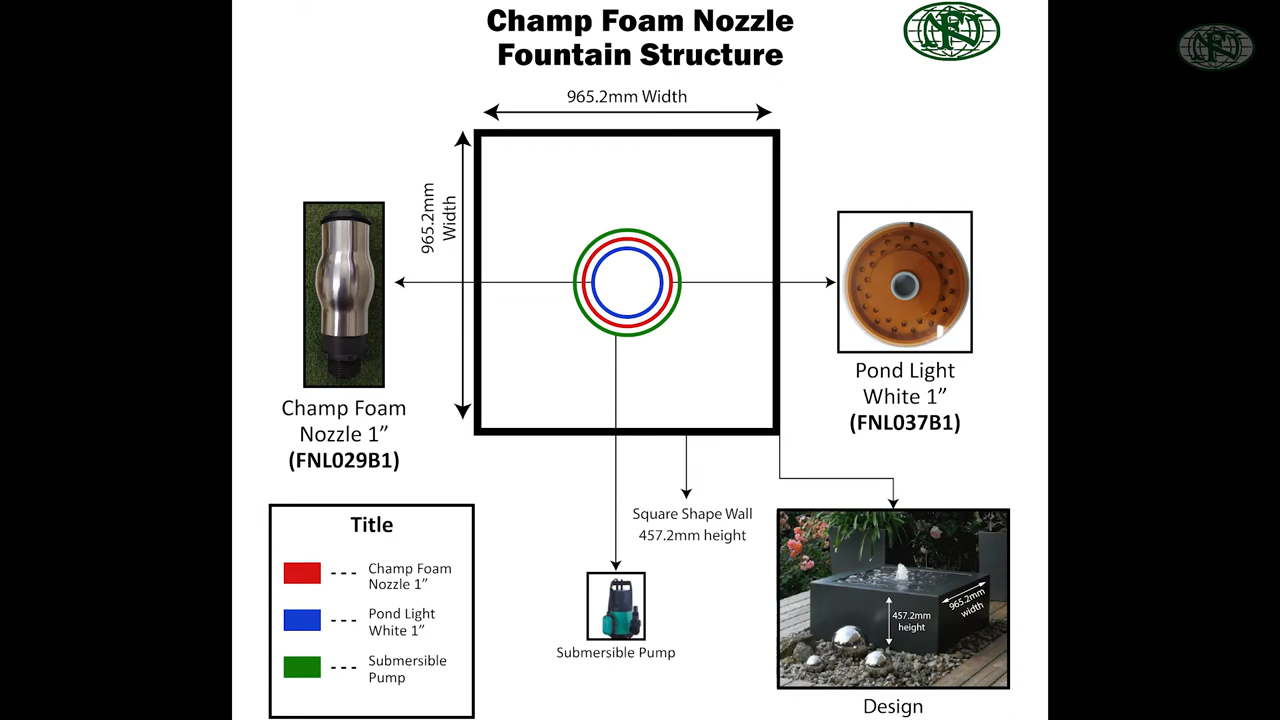 Champ Foam Nozzle
Fountain Structure
FN
FN
965.2mm Width
965.2mm
Width
Champ Foam
Nozzle 1”
(FNL029B1)
Pond Light
White 1”
(FNL037B1)
Square Shape Wall
457.2mm height
Title
--- Champ Foam
Nozzle 1”
--- Pond Light
White 1”
--- Submersible
Pump
Submersible Pump
457.2mm
height
965.2mm
width
Design